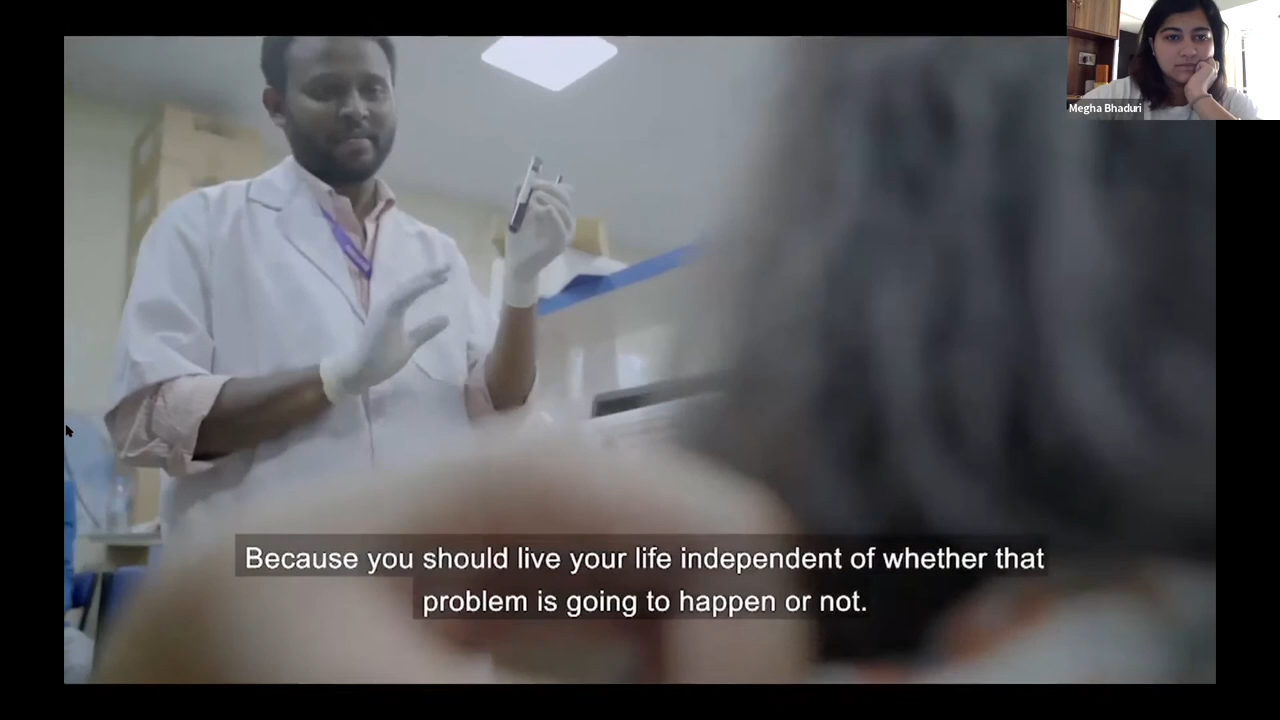 Megha Bhaduri
Because you should live your life independent of whether that
problem is going to happen or not.